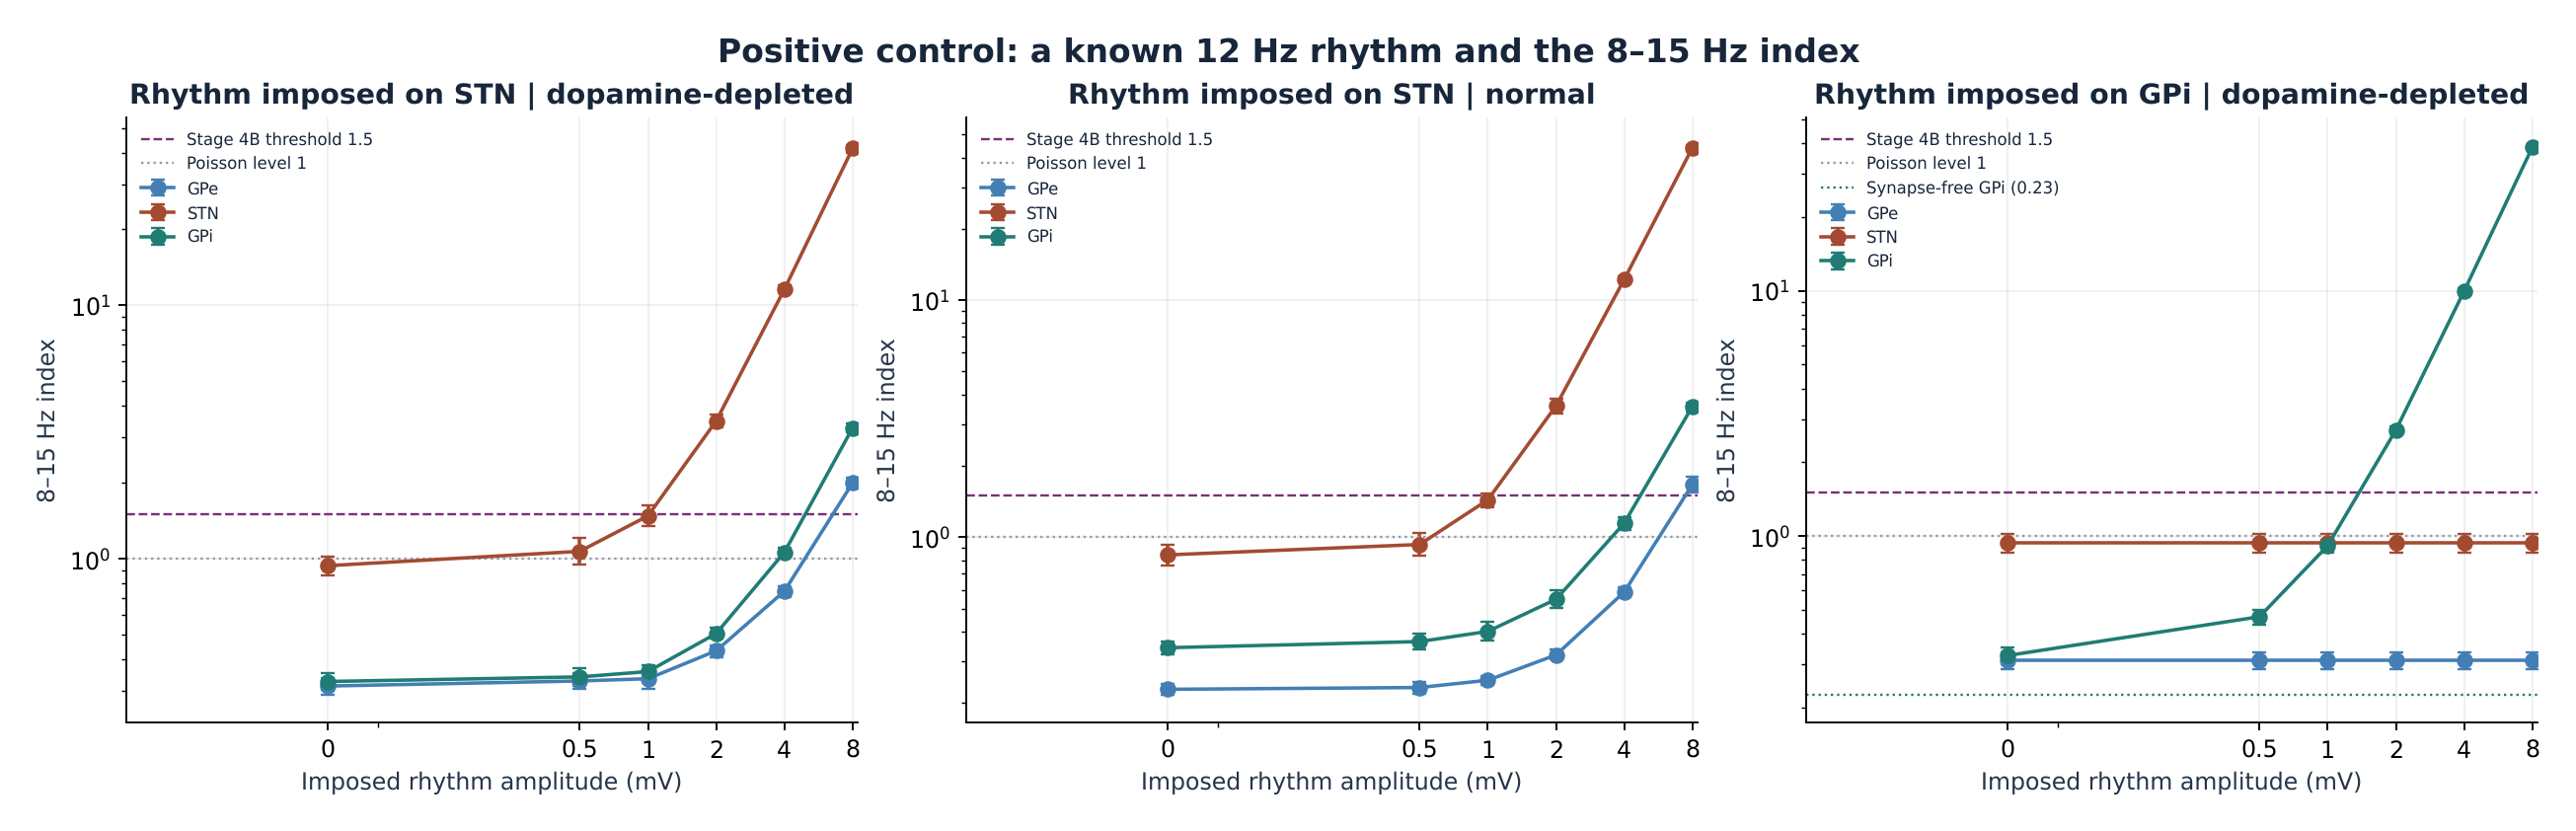 Positive control: a known 12 Hz rhythm and the 8–15 Hz index
Rhythm imposed on STN | dopamine-depleted
Stage 4B threshold 1.5
Poisson level 1
GPe
STN
GPi
10¹
10⁰
8–15 Hz index
0 0.5 1 2 4 8
Imposed rhythm amplitude (mV)
Rhythm imposed on STN | normal
Stage 4B threshold 1.5
Poisson level 1
GPe
STN
GPi
10¹
10⁰
8–15 Hz index
0 0.5 1 2 4 8
Imposed rhythm amplitude (mV)
Rhythm imposed on GPi | dopamine-depleted
Stage 4B threshold 1.5
Poisson level 1
Synapse-free GPi (0.23)
GPe
STN
GPi
10¹
10⁰
8–15 Hz index
0 0.5 1 2 4 8
Imposed rhythm amplitude (mV)